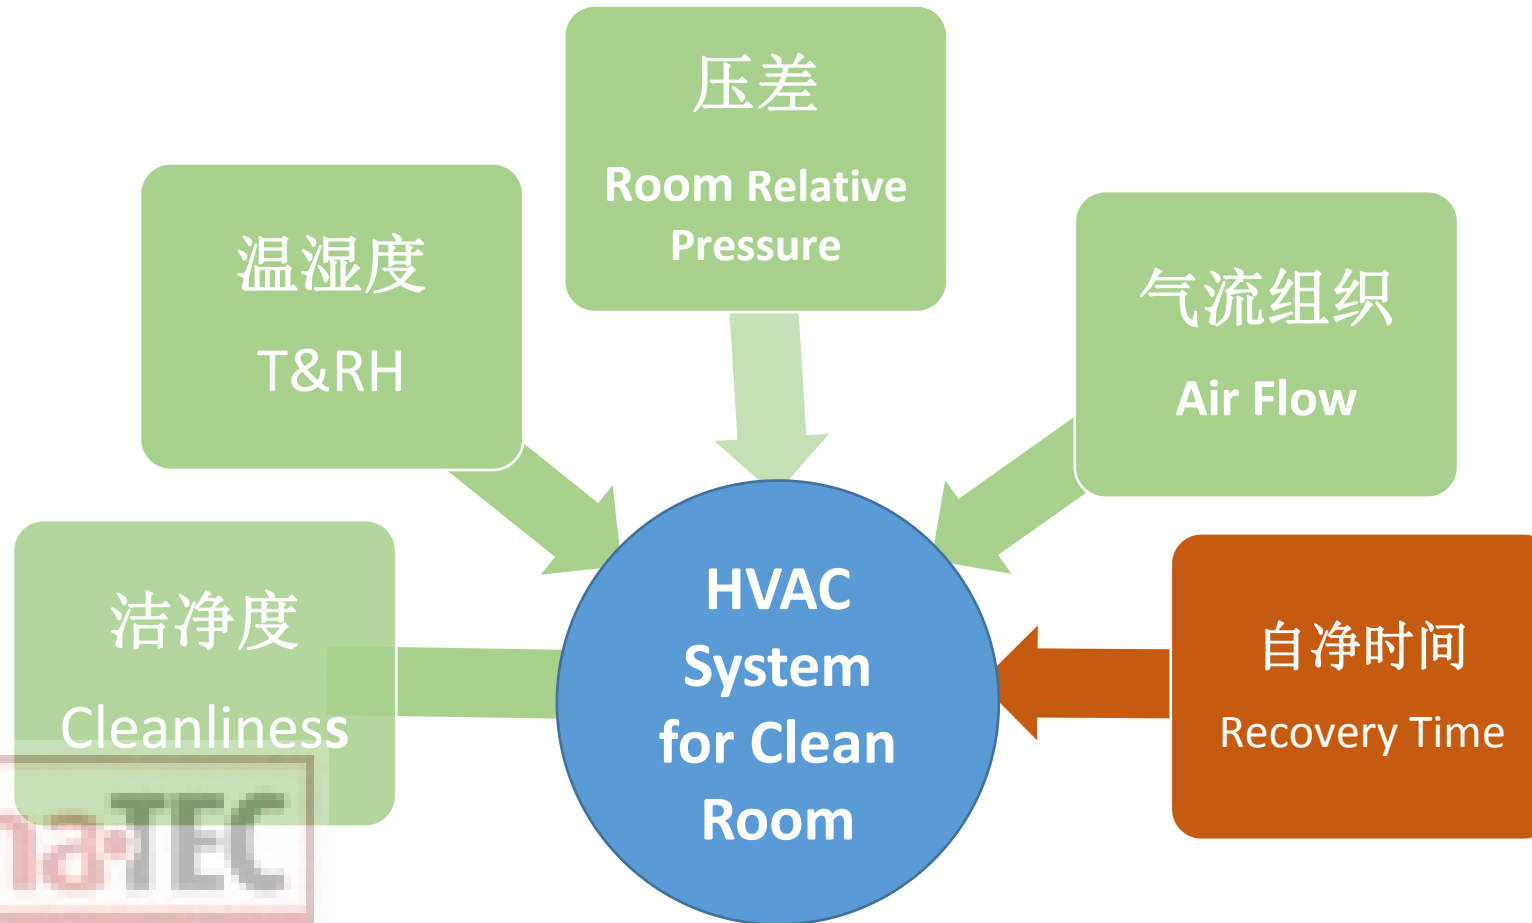 压差
Room Relative
Pressure
温湿度
T&RH
气流组织
Air Flow
洁净度
Cleanliness
HVAC
System
for Clean
Room
自净时间
Recovery Time
TEC